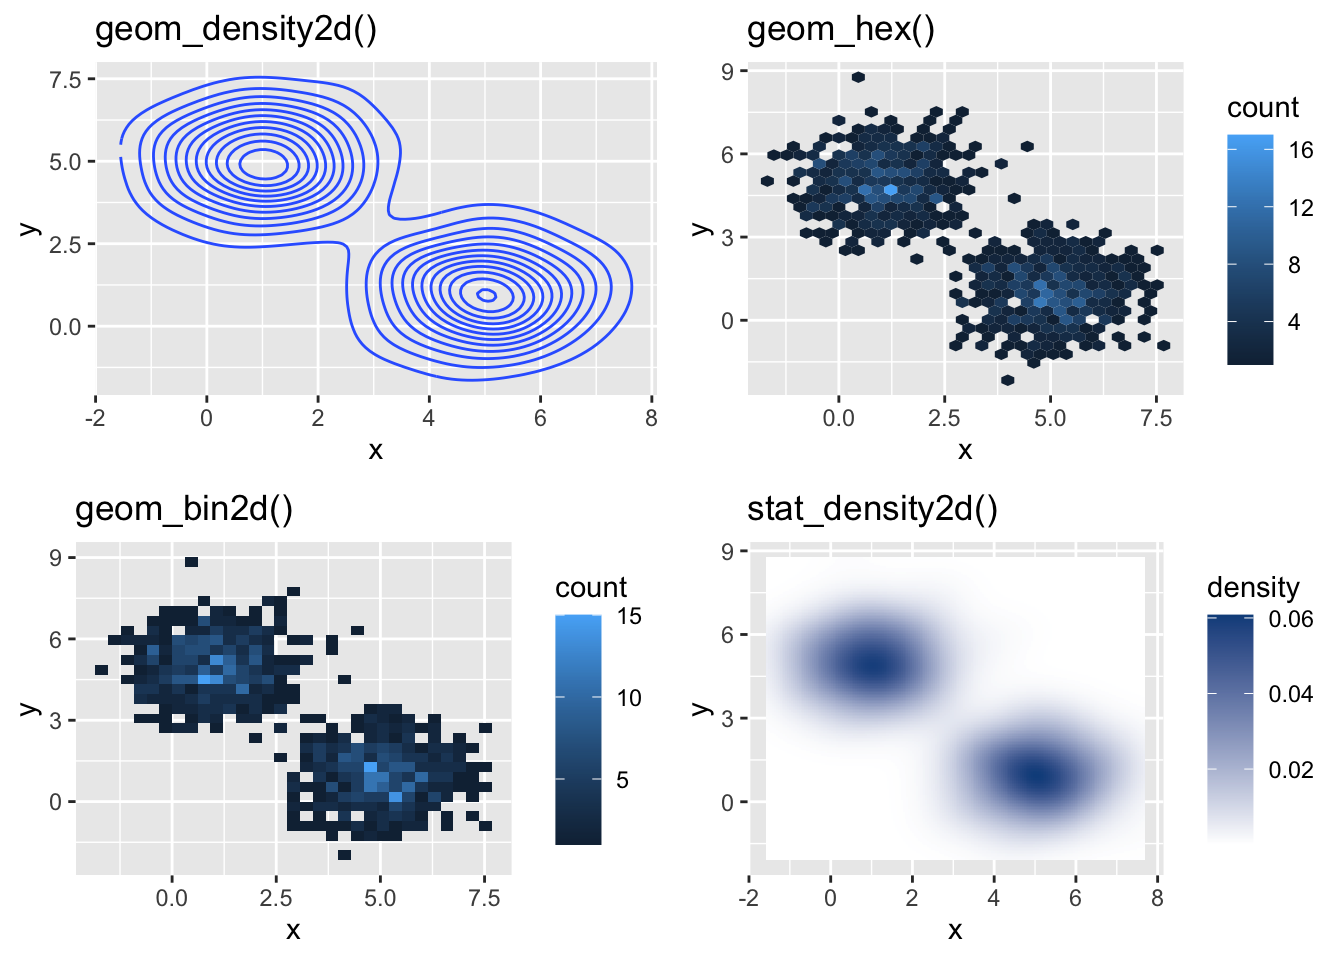 geom_density2d()
7.5
5.0
2.5
0.0
y
-2 0 2 4 6 8
x
geom_hex()
9
6
3
0
y
0.0 2.5 5.0 7.5
x
count
16
12
8
4
geom_bin2d()
9
6
3
0
y
0.0 2.5 5.0 7.5
x
count
15
10
5
stat_density2d()
9
6
3
0
y
-2 0 2 4 6 8
x
density
0.06
0.04
0.02